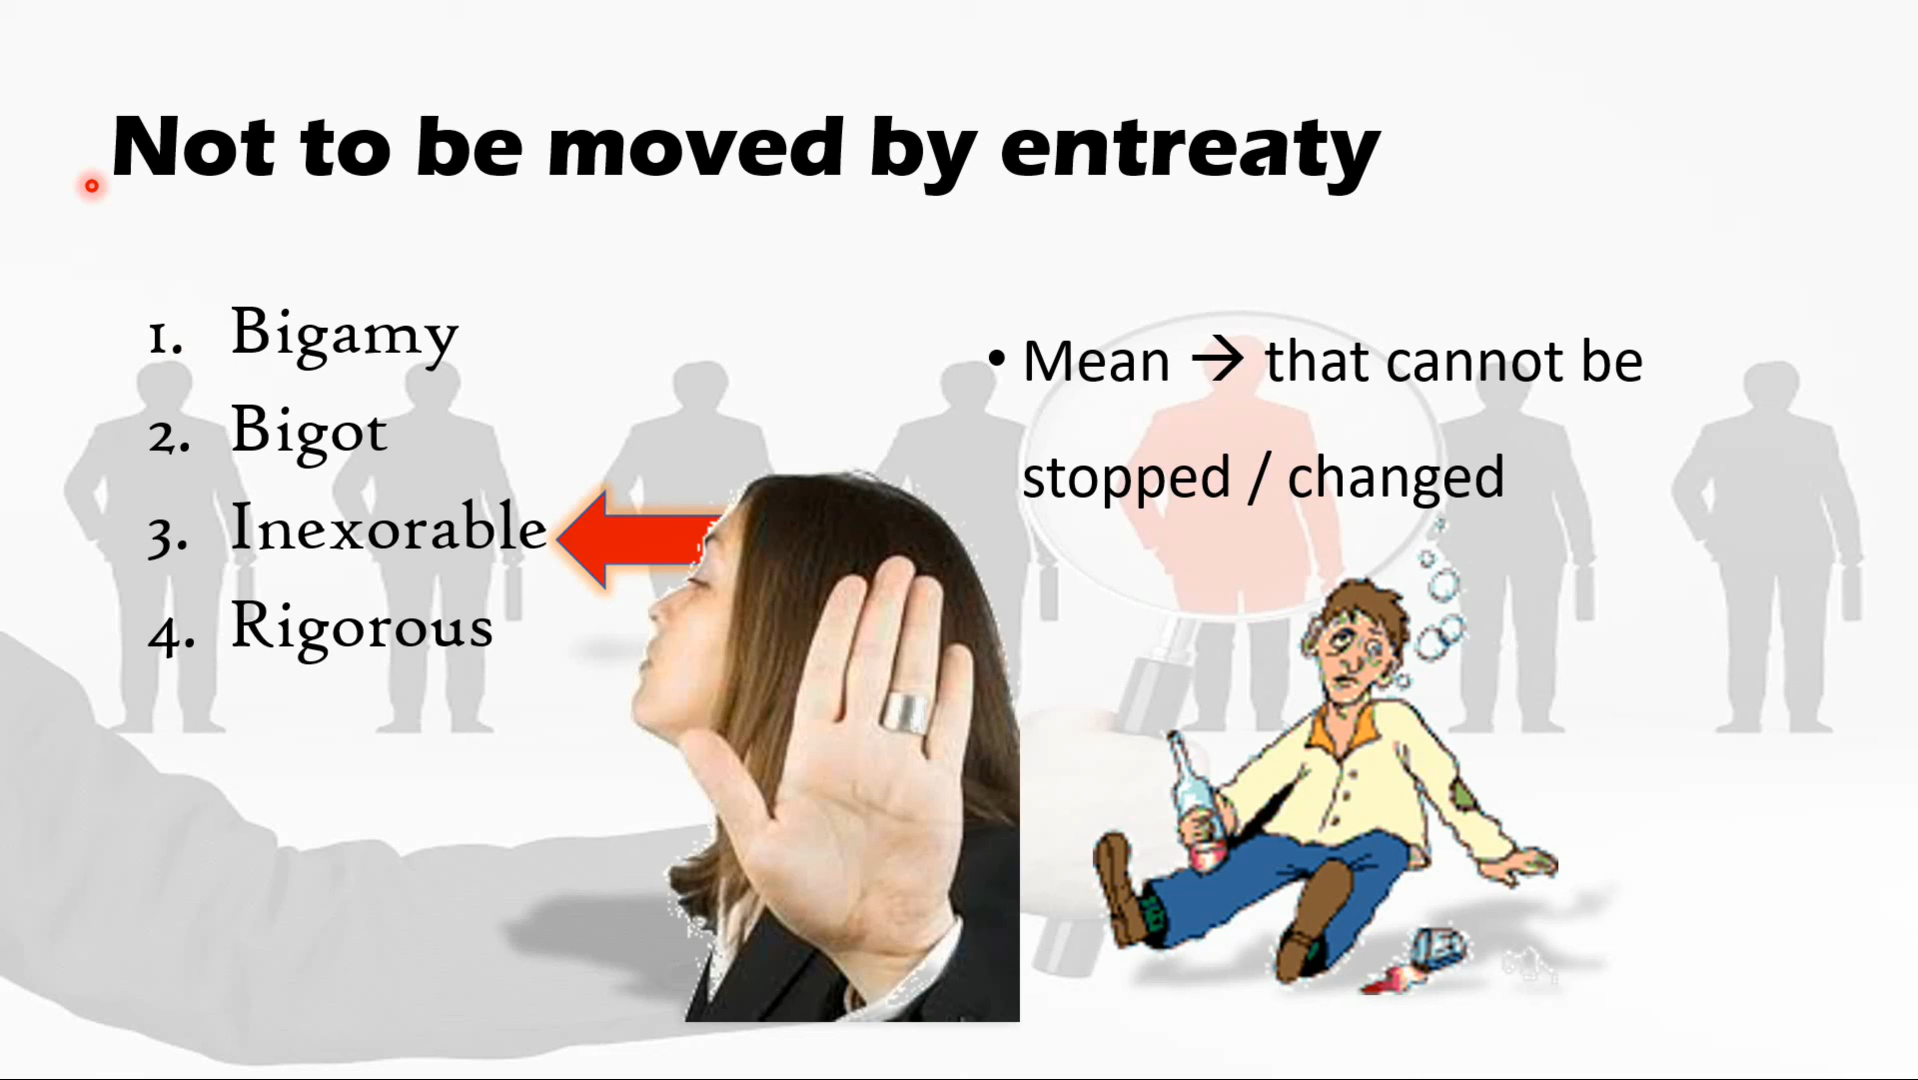 Not to be moved by entreaty
1. Bigamy
2. Bigot
3. Inexorable
4. Rigorous
• Mean → that cannot be
stopped / changed